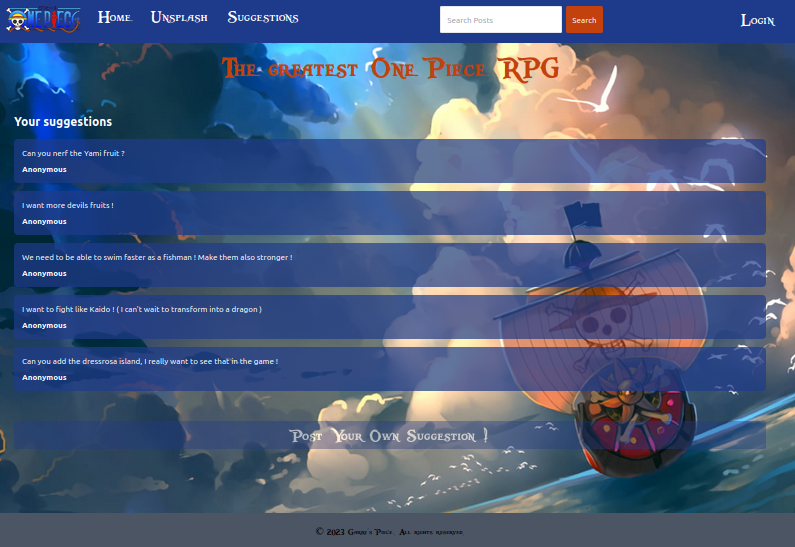 ONE PIECE
Home Unsplash Suggestions Search Posts Search Login
The greatest One Piece RPG
Your suggestions
Can you nerf the Yami fruit ?
Anonymous
I want more devils fruits !
Anonymous
We need to be able to swim faster as a fishman ! Make them also stronger !
Anonymous
I want to fight like Kaido ! ( I can't wait to transform into a dragon )
Anonymous
Can you add the dressrosa island, I really want to see that'in the game !
Anonymous
Post Your Own Suggestion !
© 2023 Piece. All rights reserved.